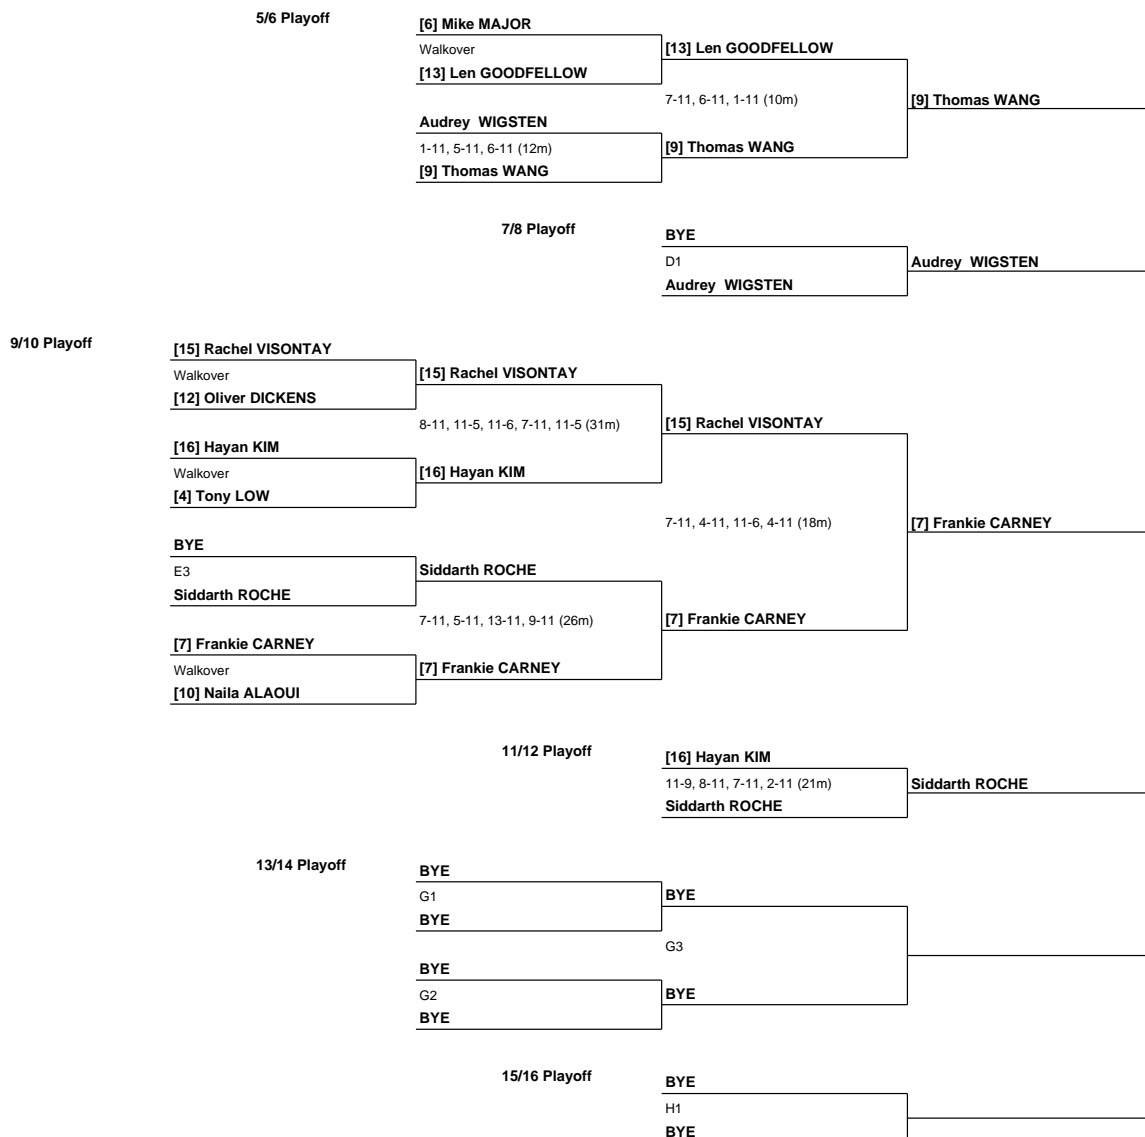 5/6 Playoff
[6] Mike MAJOR
Walkover
[13] Len GOODFELLOW
[13] Len GOODFELLOW
7-11, 6-11, 1-11 (10m)
[9] Thomas WANG
Audrey  WIGSTEN
1-11, 5-11, 6-11 (12m)
[9] Thomas WANG
[9] Thomas WANG
7/8 Playoff
BYE
D1
Audrey  WIGSTEN
Audrey  WIGSTEN
9/10 Playoff
[15] Rachel VISONTAY
Walkover
[12] Oliver DICKENS
[15] Rachel VISONTAY
8-11, 11-5, 11-6, 7-11, 11-5 (31m)
[15] Rachel VISONTAY
[16] Hayan KIM
Walkover
[4] Tony LOW
[16] Hayan KIM
7-11, 4-11, 11-6, 4-11 (18m)
[7] Frankie CARNEY
BYE
E3
Siddarth ROCHE
Siddarth ROCHE
7-11, 5-11, 13-11, 9-11 (26m)
[7] Frankie CARNEY
[7] Frankie CARNEY
Walkover
[10] Naila ALAOUI
[7] Frankie CARNEY
11/12 Playoff
[16] Hayan KIM
11-9, 8-11, 7-11, 2-11 (21m)
Siddarth ROCHE
Siddarth ROCHE
13/14 Playoff
BYE
G1
BYE
BYE
G3
BYE
G2
BYE
BYE
15/16 Playoff
BYE
H1
BYE